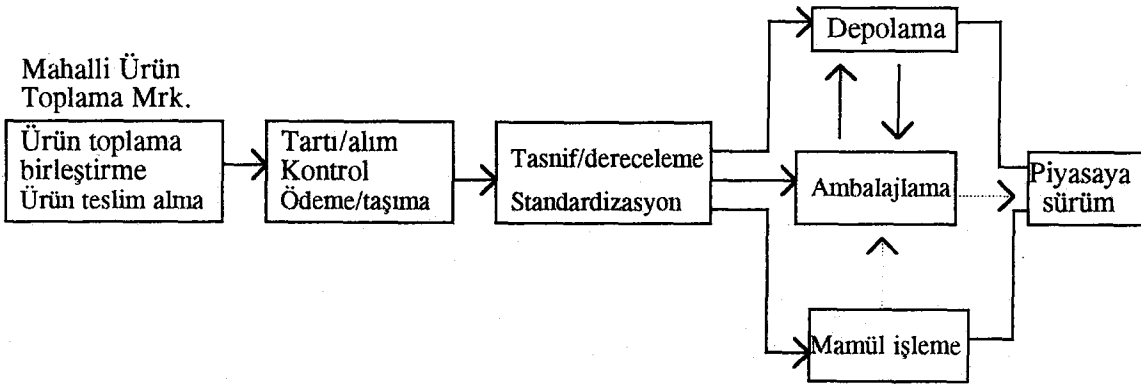 Mahalli Ürün
Toplama Mrk.
Ürün toplama
birleştirme
Ürün teslim alma
Tartı/alım
Kontrol
Ödeme/taşıma
Tasnif/dereceleme
Standardizasyon
Depolama
Ambalajlama
Mamül işleme
Piyasaya
sürüm